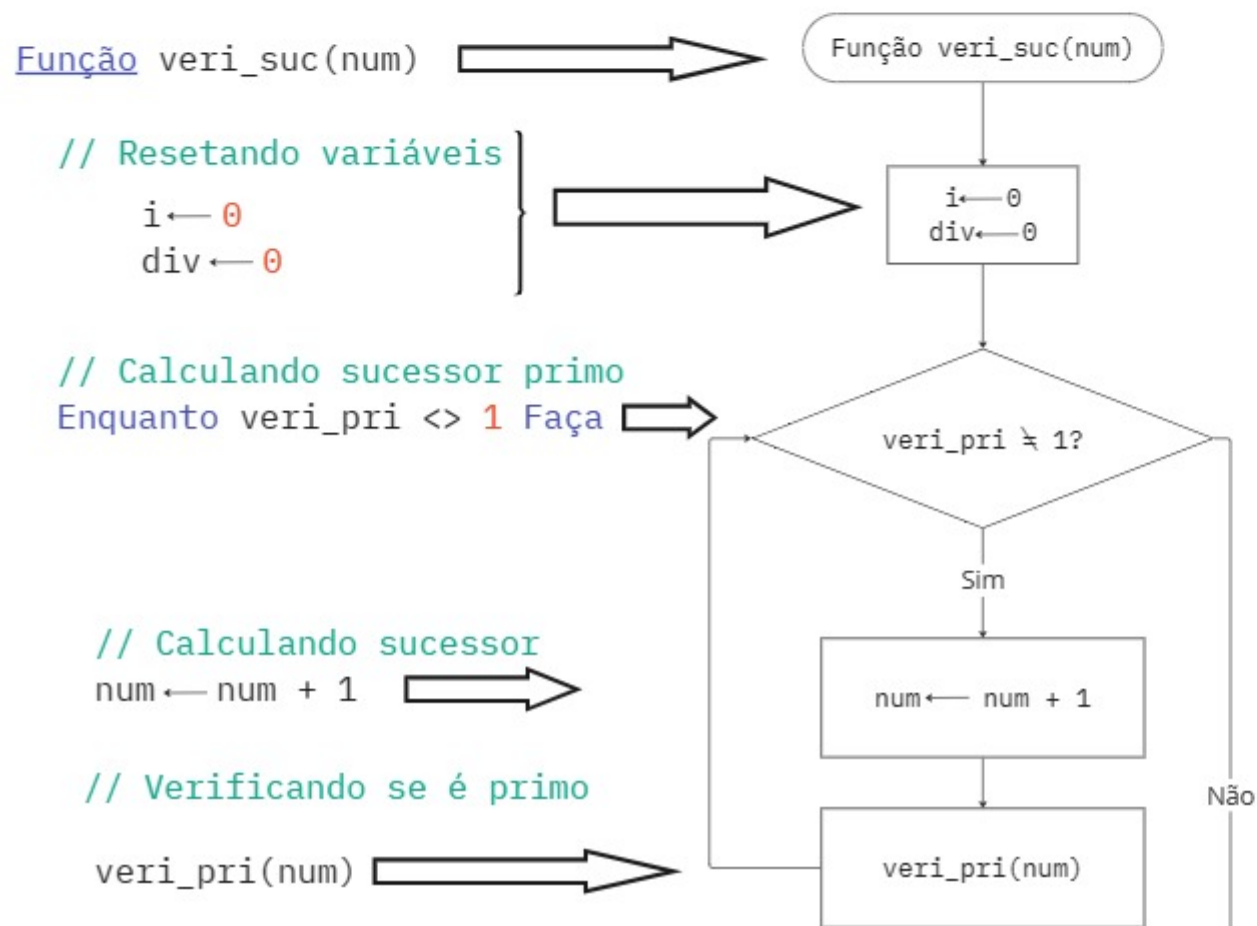 Função veri_suc(num)
Função veri_suc(num)
// Resetando variáveis
i ← 0
div ← 0
i ← 0
div ← 0
// Calculando sucessor primo
Enquanto veri_pri <> 1 Faça
veri_pri ≠ 1?
Sim
// Calculando sucessor
num ← num + 1
num ← num + 1
// Verificando se é primo
Não
veri_pri(num)
veri_pri(num)